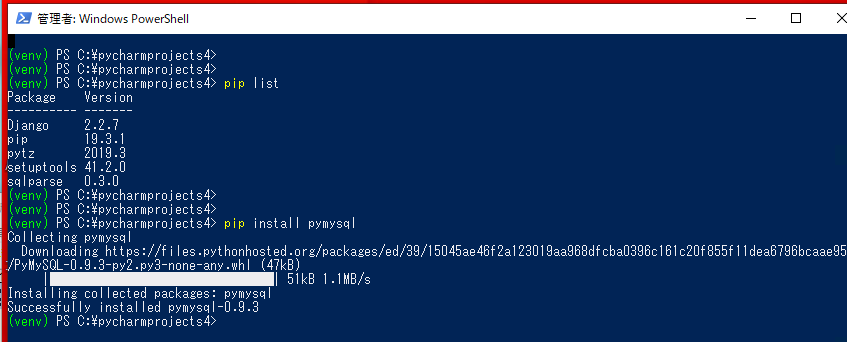 管理者: Windows PowerShell
(venv) PS C:¥pycharmprojects4>
(venv) PS C:¥pycharmprojects4>
(venv) PS C:¥pycharmprojects4> pip list
Package    Version
---------- -------
Django     2.2.7
pip        19.3.1
pytz       2019.3
setuptools 41.2.0
sqlparse   0.3.0
(venv) PS C:¥pycharmprojects4>
(venv) PS C:¥pycharmprojects4>
(venv) PS C:¥pycharmprojects4> pip install pymysql
Collecting pymysql
  Downloading https://files.pythonhosted.org/packages/ed/39/15045ae46f2a123019aa968dfcba0396c161c20f855f11dea6796bcaae95
/PyMySQL-0.9.3-py2.py3-none-any.whl (47kB)
     |████████████████████████████████| 51kB 1.1MB/s
Installing collected packages: pymysql
Successfully installed pymysql-0.9.3
(venv) PS C:¥pycharmprojects4>